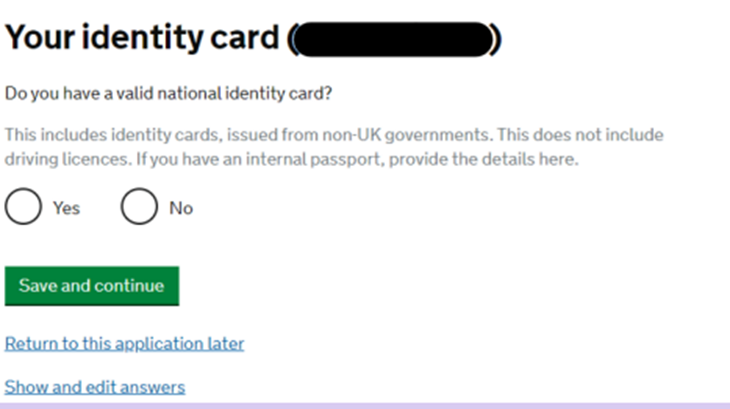 Your identity card ( )
Do you have a valid national identity card?
This includes identity cards, issued from non-UK governments. This does not include
driving licences. If you have an internal passport, provide the details here.
Yes No
Save and continue
Return to this application later
Show and edit answers